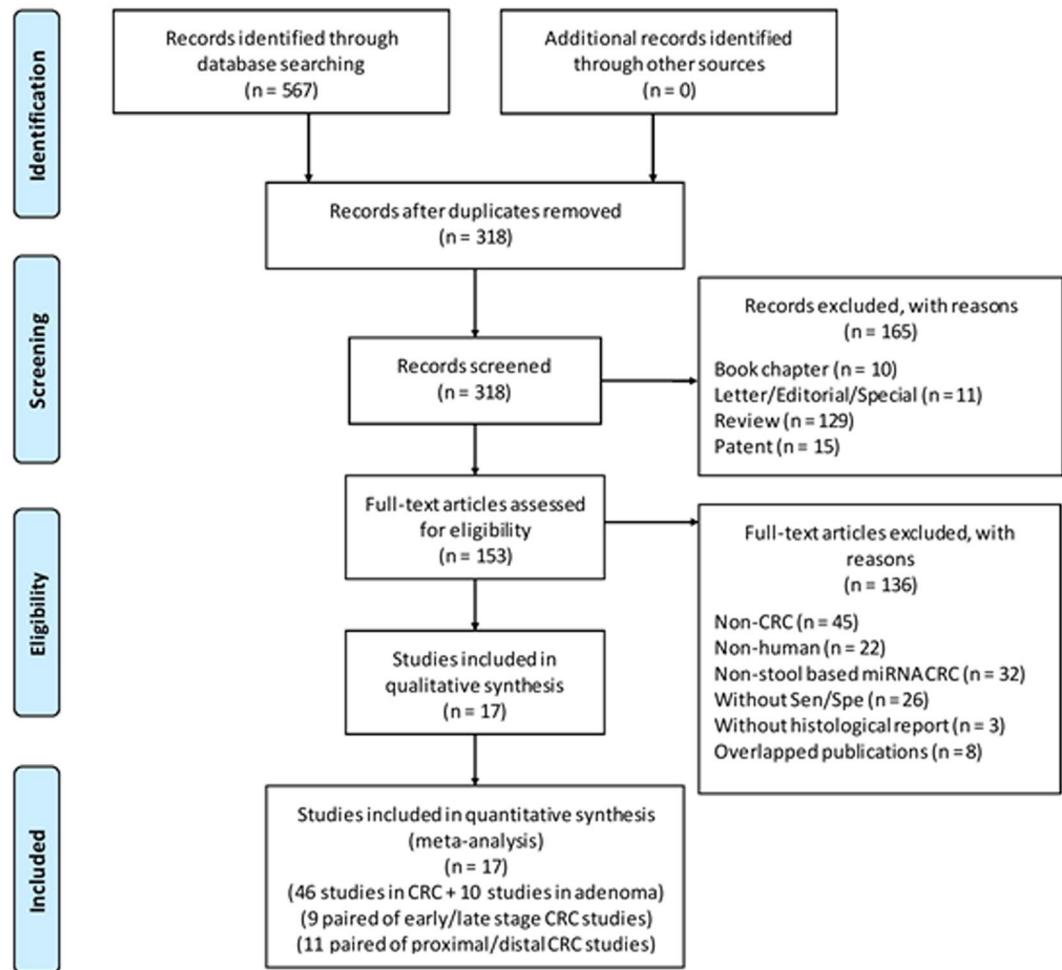 Identification
Records identified through
database searching
(n = 567)
Additional records identified
through other sources
(n = 0)
Records after duplicates removed
(n = 318)
Screening
Records screened
(n = 318)
Records excluded, with reasons
(n = 165)
Book chapter (n = 10)
Letter/Editorial/Special (n = 11)
Review (n = 129)
Patent (n = 15)
Eligibility
Full-text articles assessed
for eligibility
(n = 153)
Full-text articles excluded, with
reasons
(n = 136)
Non-CRC (n = 45)
Non-human (n = 22)
Non-stool based miRNA CRC (n = 32)
Without Sen/Spe (n = 26)
Without histological report (n = 3)
Overlapped publications (n = 8)
Studies included in
qualitative synthesis
(n = 17)
Included
Studies included in quantitative synthesis
(meta-analysis)
(n = 17)
(46 studies in CRC + 10 studies in adenoma)
(9 paired of early/late stage CRC studies)
(11 paired of proximal/distal CRC studies)